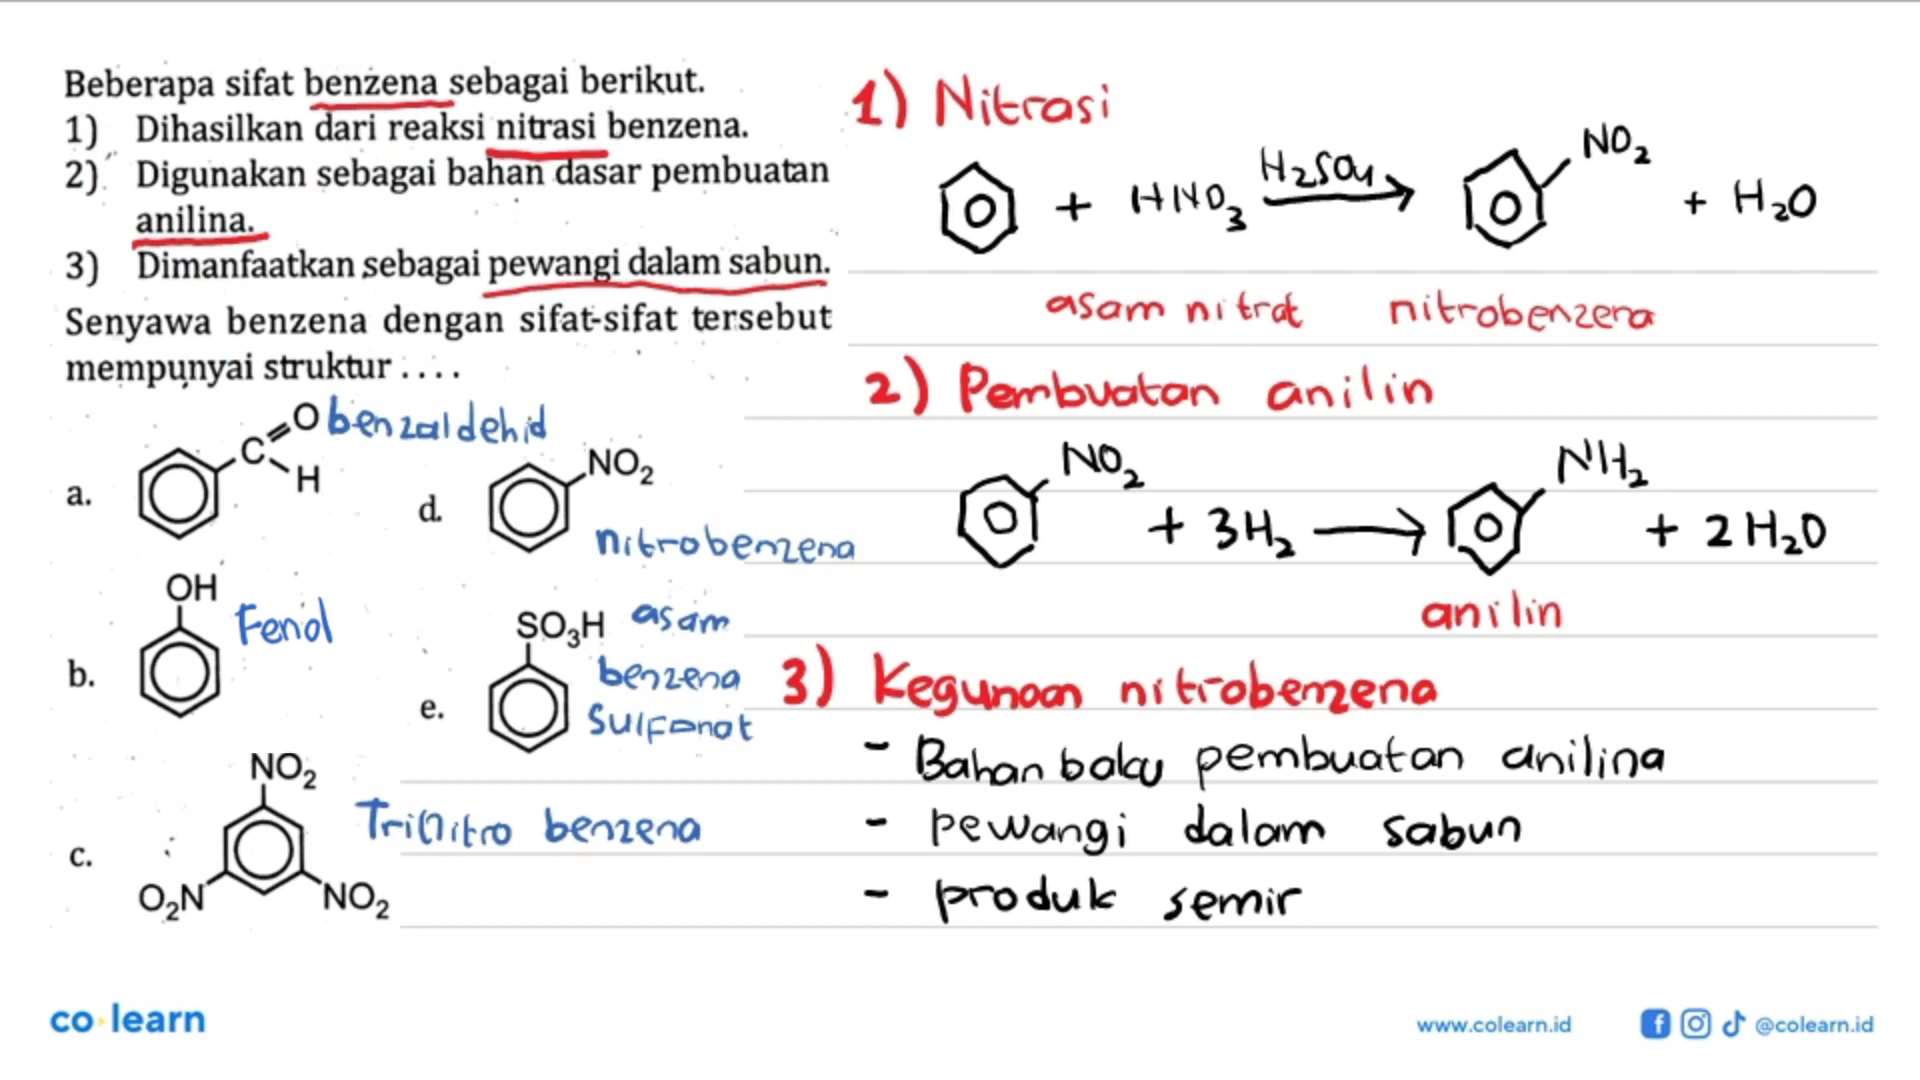 Beberapa sifat benzena sebagai berikut.
1) Dihasilkan dari reaksi nitrasi benzena.
2) Digunakan sebagai bahan dasar pembuatan
anilina.
3) Dimanfaatkan sebagai pewangi dalam sabun.
Senyawa benzena dengan sifat-sifat tersebut
mempunyai struktur ....
a. C O H benzaldehid
b. OH Fenol
c. NO2 O2N NO2 Trinitro benzena
d. NO2 nitrobenzena
e. SO3H asam
benzena
sulfonat
1) Nitrasi
+ HNO3 H2SO4 → NO2 + H2O
asam nitrat nitrobenzena
2) Pembuatan anilin
NO2 + 3H2 → NH2 + 2H2O
anilin
3) Kegunaan nitrobenzena
- Bahan baku pembuatan anilina
- pewangi dalam sabun
- produk semir
co learn
www.colearn.id
@colearn.id